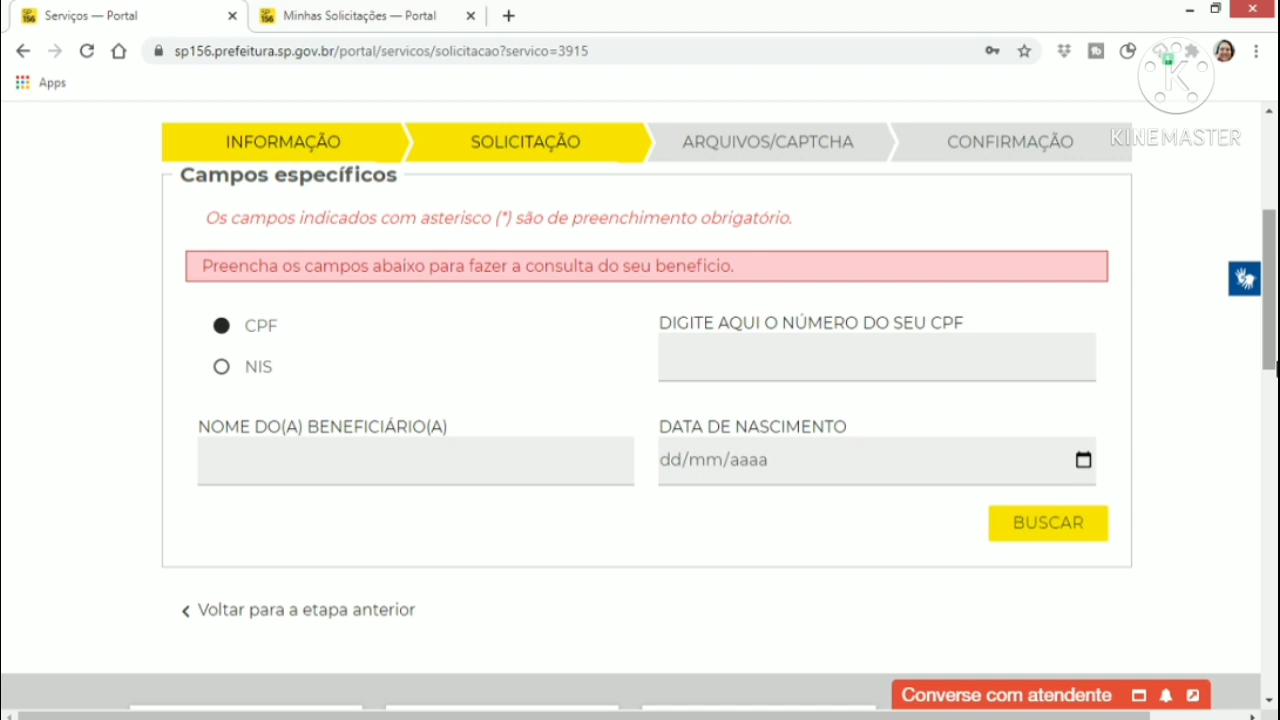 Serviços — Portal
Minhas Solicitações — Portal
sp156.prefeitura.sp.gov.br/portal/servicos/solicitacao?servico=3915
Apps
K
KINEMASTER
INFORMAÇÃO
SOLICITAÇÃO
ARQUIVOS/CAPTCHA
CONFIRMAÇÃO
Campos específicos
Os campos indicados com asterisco (*) são de preenchimento obrigatório.
Preencha os campos abaixo para fazer a consulta do seu beneficio.
CPF
DIGITE AQUI O NÚMERO DO SEU CPF
NIS
NOME DO(A) BENEFICIÁRIO(A)
DATA DE NASCIMENTO
dd/mm/aaaa
BUSCAR
Voltar para a etapa anterior
Converse com atendente